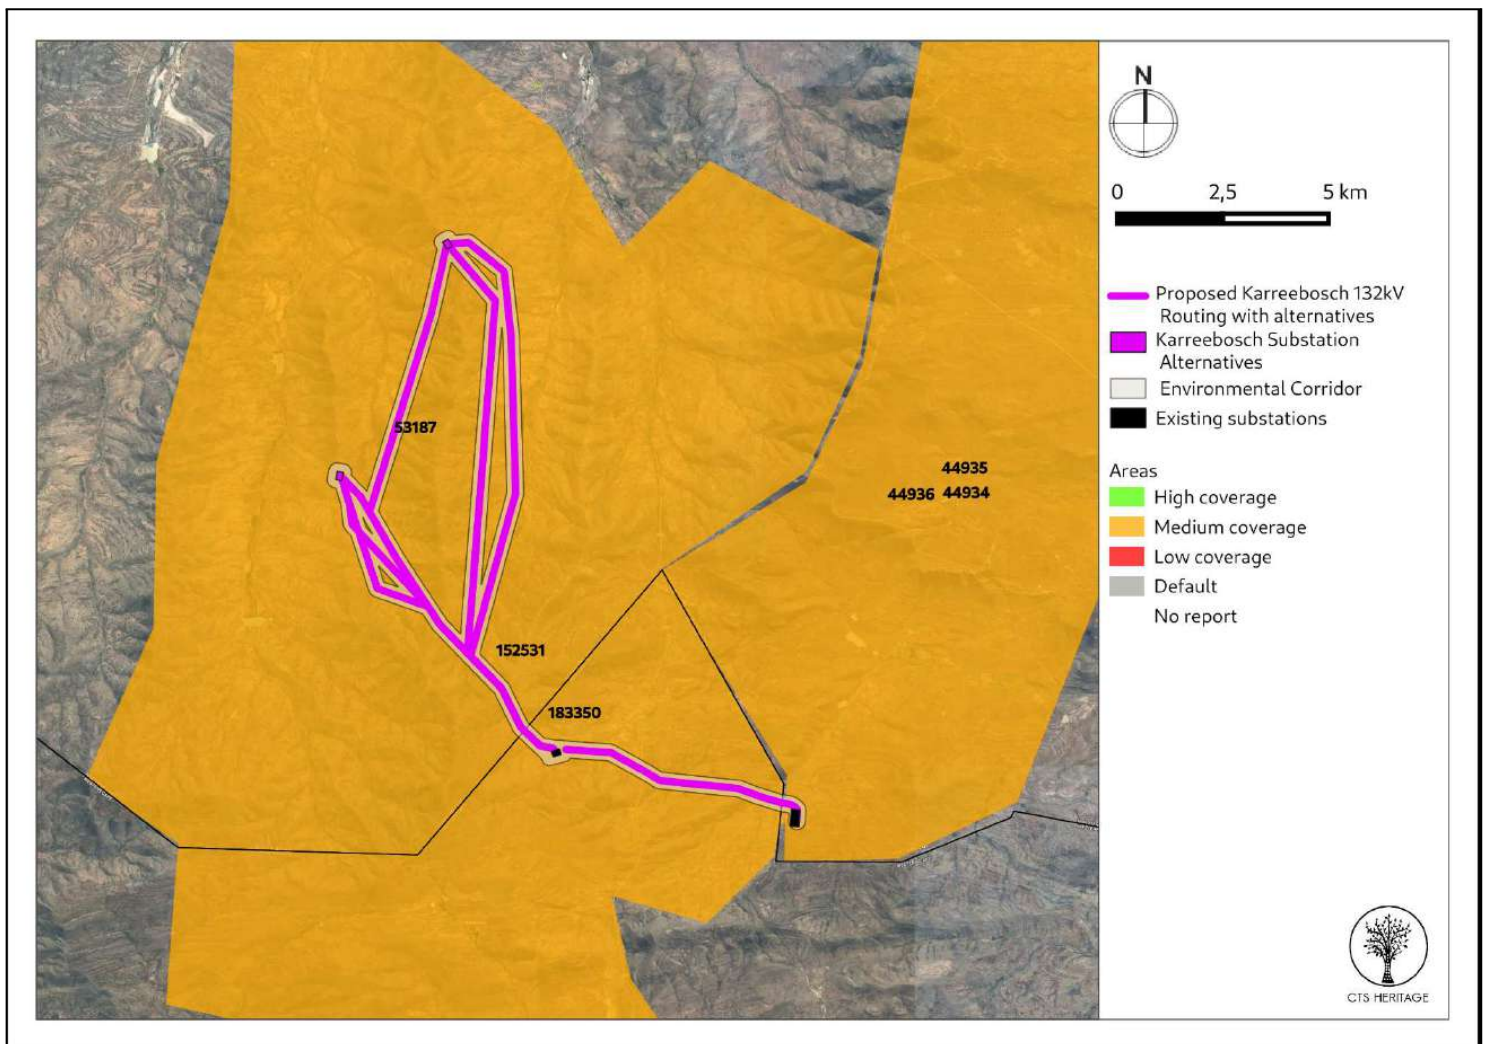 N
0 2,5 5 km
Proposed Karreebosch 132kV
Routing with alternatives
Karreebosch Substation
Alternatives
Environmental Corridor
Existing substations
Areas
High coverage
Medium coverage
Low coverage
Default
No report
53187
44935
44936 44934
152531
183350
CTS HERITAGE